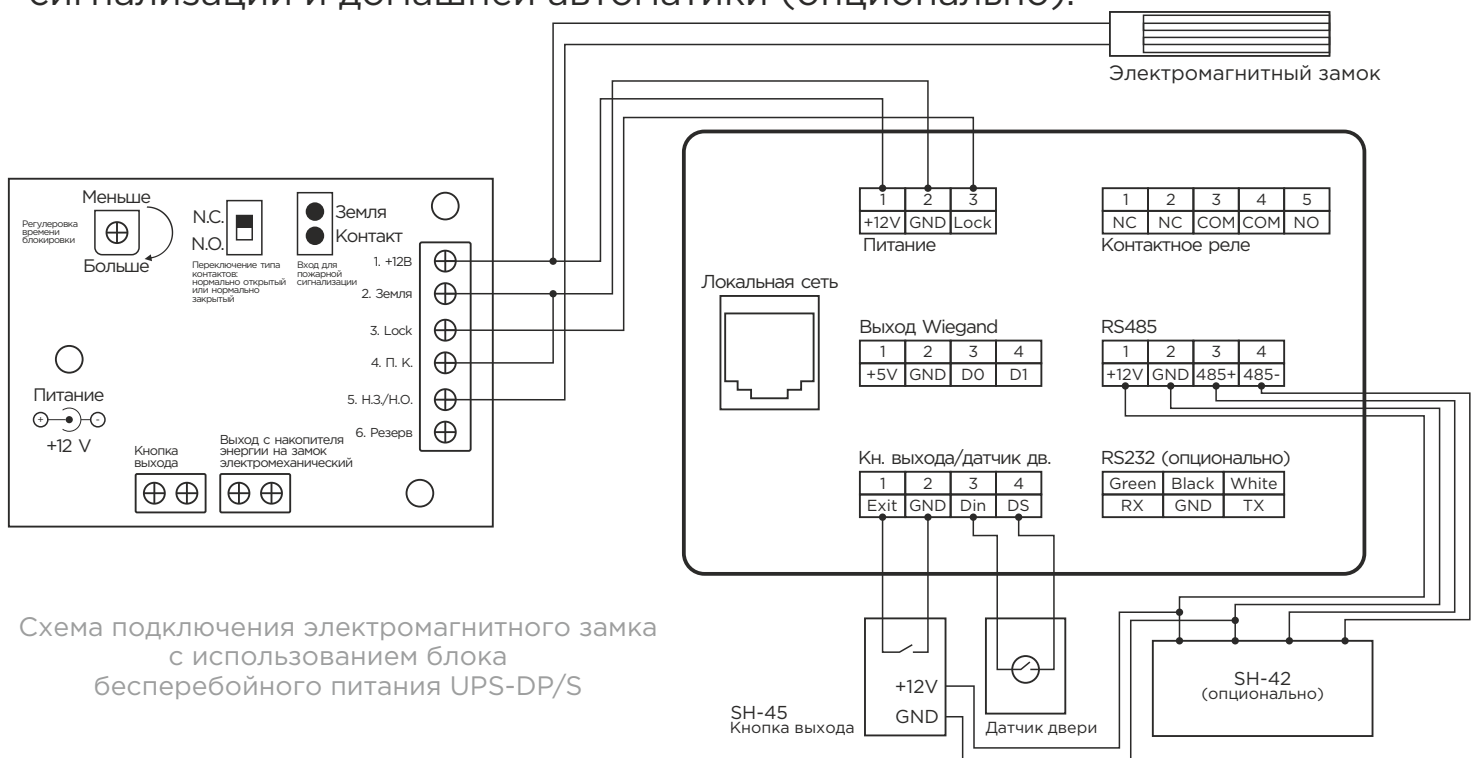 сигнализации и домашней автоматики (опционально).
Электромагнитный замок
Меньше
Регулеровка
времени
блокировки
Больше
N.C.
N.O.
Переключение типа
контактов:
нормально открытый
или нормально
закрытый
Земля
Контакт
Вход для
пожарной
сигнализации
1. +12В
2. Земля
3. Lock
4. П. К.
5. Н.З./Н.О.
6. Резерв
Питание
+ -
+12 V
Кнопка
выхода
Выход с накопителя
энергии на замок
электромеханический
1 2 3
+12V GND Lock
Питание
1 2 3 4 5
NC NC COM COM NO
Контактное реле
Локальная сеть
Выход Wiegand
1 2 3 4
+5V GND D0 D1
RS485
1 2 3 4
+12V GND 485+ 485-
Кн. выхода/датчик дв.
1 2 3 4
Exit GND Din DS
RS232 (опционально)
Green Black White
RX GND TX
Схема подключения электромагнитного замка
с использованием блока
бесперебойного питания UPS-DP/S
+12V
GND
SH-45
Кнопка выхода
Датчик двери
SH-42
(опционально)